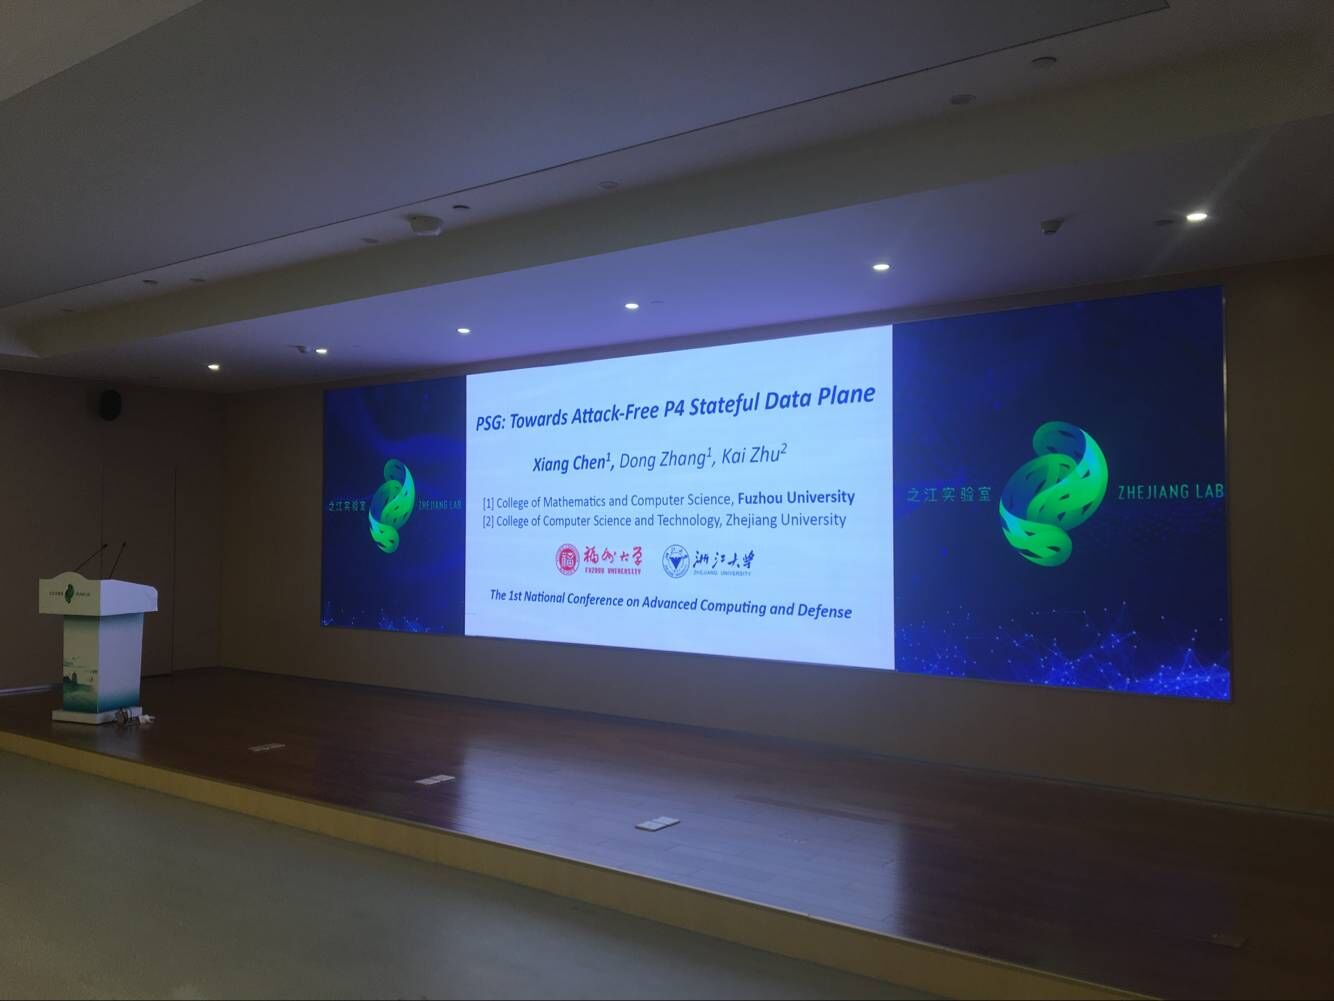 PSG: Towards Attack-Free P4 Stateful Data Plane
Xiang Chen¹, Dong Zhang¹, Kai Zhu²
[1] College of Mathematics and Computer Science, Fuzhou University
[2] College of Computer Science and Technology, Zhejiang University
福州大学
FUZHOU UNIVERSITY
浙江大学
ZHEJIANG UNIVERSITY
The 1st National Conference on Advanced Computing and Defense
之江实验室
ZHEJIANG LAB
之江实验室
ZHEJIANG LAB